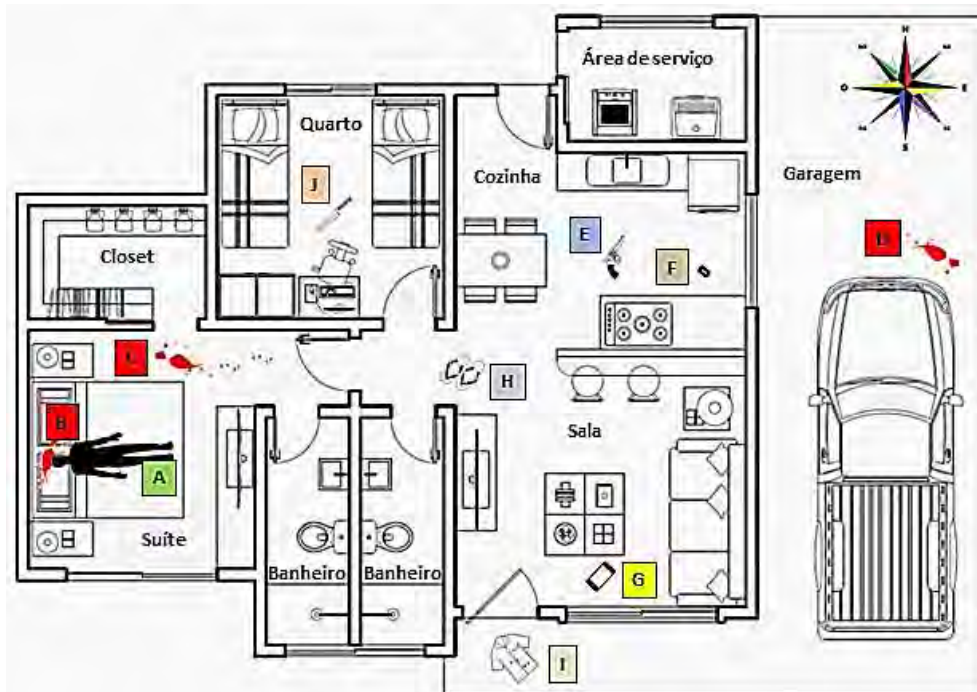 N
Área de serviço
Quarto
O
E
S
Cozinha
Garagem
J
E
D
Closet
F
H
B
Sala
A
Suíte
Banheiro
Banheiro
G
I